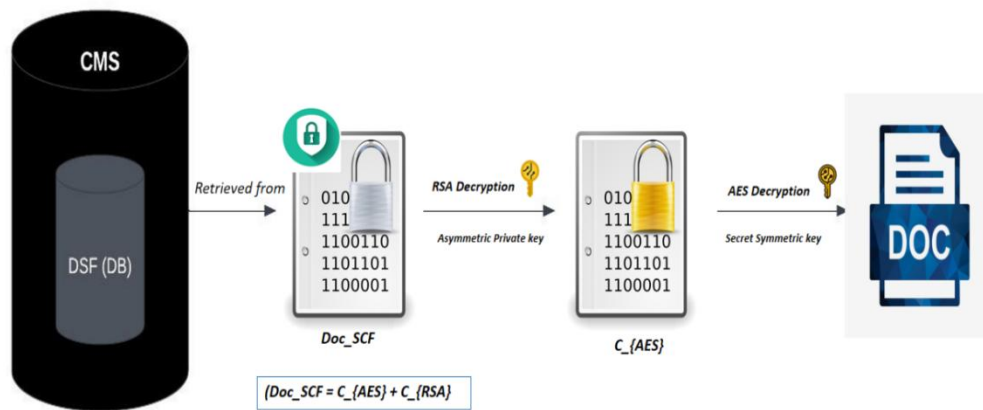 CMS
DSF (DB)
Retrieved from
010
111
1100110
1101101
1100001
Doc_SCF
(Doc_SCF = C_{AES} + C_{RSA}
RSA Decryption
Asymmetric Private key
010
111
1100110
1101101
1100001
C_{AES}
AES Decryption
Secret Symmetric key
DOC